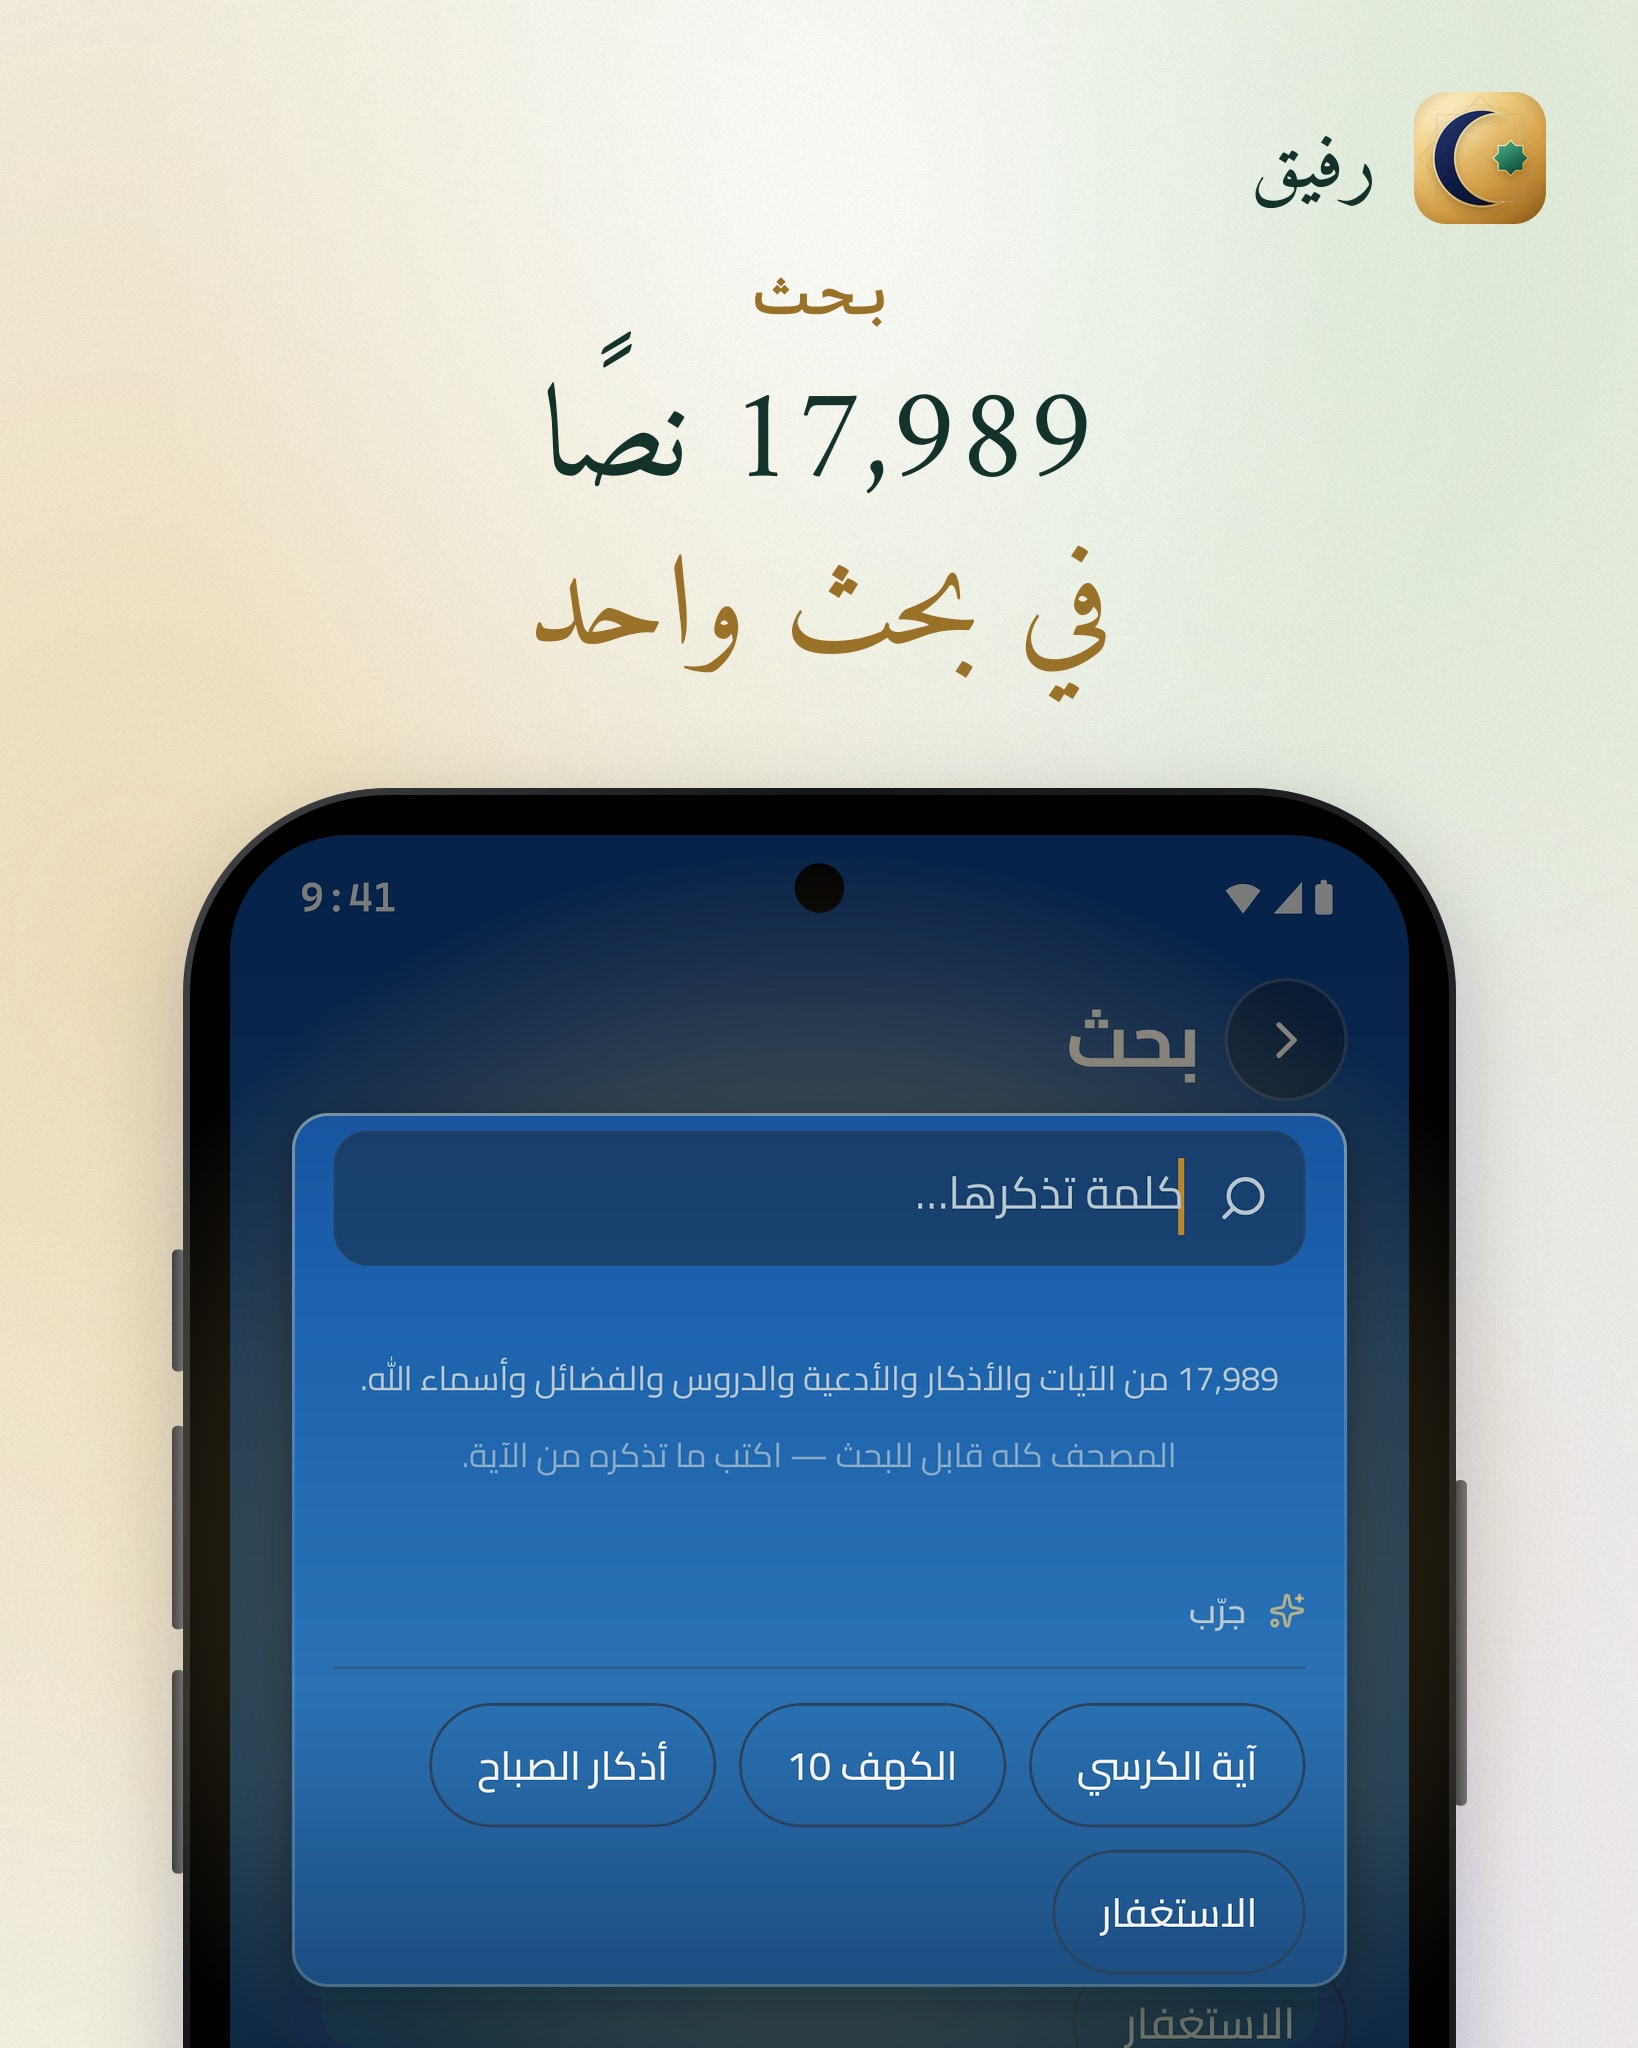 رفيق
بحث
17,989 نصًا
في بحث واحد
9:41
بحث
كلمة تذكرها...
17,989 من الآيات والأذكار والأدعية والدروس والفضائل وأسماء الله.
المصحف كله قابل للبحث — اكتب ما تذكره من الآية.
جرّب
آية الكرسي الكهف 10 أذكار الصباح
الاستغفار
الاستغفار